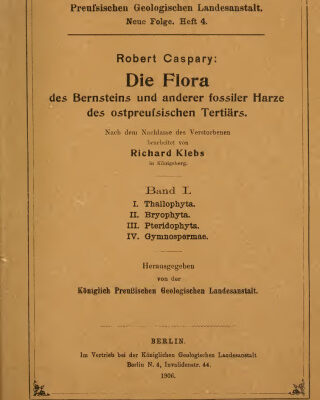 Preuſsischen Geologischen Landesanstalt.
Neue Folge. Heft 4.
Robert Caspary:
Die Flora
des Bernsteins und anderer fossiler Harze
des ostpreuſsischen Tertiärs.
Nach dem Nachlasse des Verstorbenen
bearbeitet von
Richard Klebs
in Königsberg.
Band I.
I. Thallophyta.
II. Bryophyta.
III. Pteridophyta.
IV. Gymnospermae.
Herausgegeben
von der
Königlich Preußischen Geologischen Landesanstalt.
BERLIN.
Im Vertrieb bei der Königlichen Geologischen Landesanstalt
Berlin N. 4, Invalidenstr. 44.
1906.